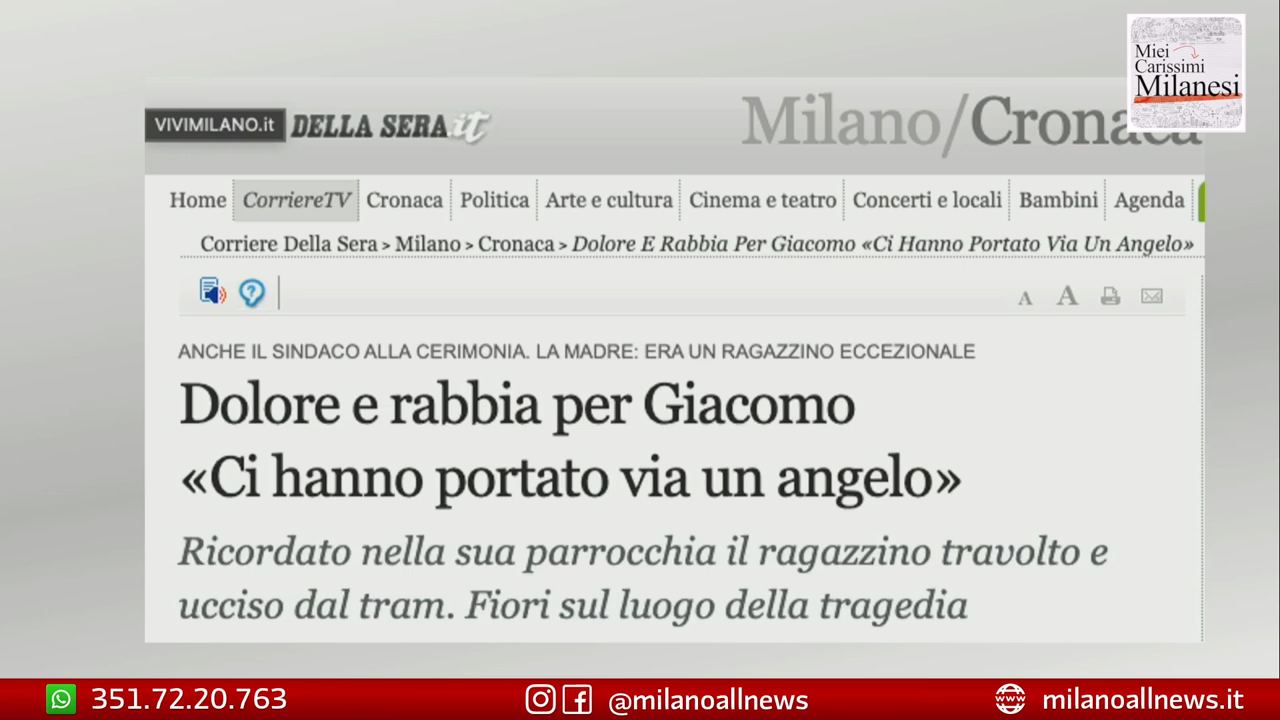 Miei
Carissimi
Milanesi
VIVIMILANO.it DELLA SERA.it
Milano/Cronaca
Home CorriereTV Cronaca Politica Arte e cultura Cinema e teatro Concerti e locali Bambini Agenda
Corriere Della Sera > Milano > Cronaca > Dolore E Rabbia Per Giacomo «Ci Hanno Portato Via Un Angelo»
A A
ANCHE IL SINDACO ALLA CERIMONIA. LA MADRE: ERA UN RAGAZZINO ECCEZIONALE
Dolore e rabbia per Giacomo
«Ci hanno portato via un angelo»
Ricordato nella sua parrocchia il ragazzino travolto e
ucciso dal tram. Fiori sul luogo della tragedia
351.72.20.763 @milanoallnews milanoallnews.it